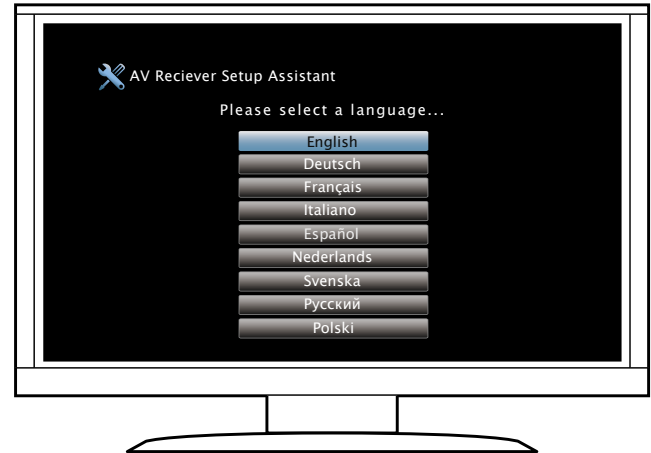 AV Reciever Setup Assistant
Please select a language...
English
Deutsch
Français
Italiano
Español
Nederlands
Svenska
Русский
Polski